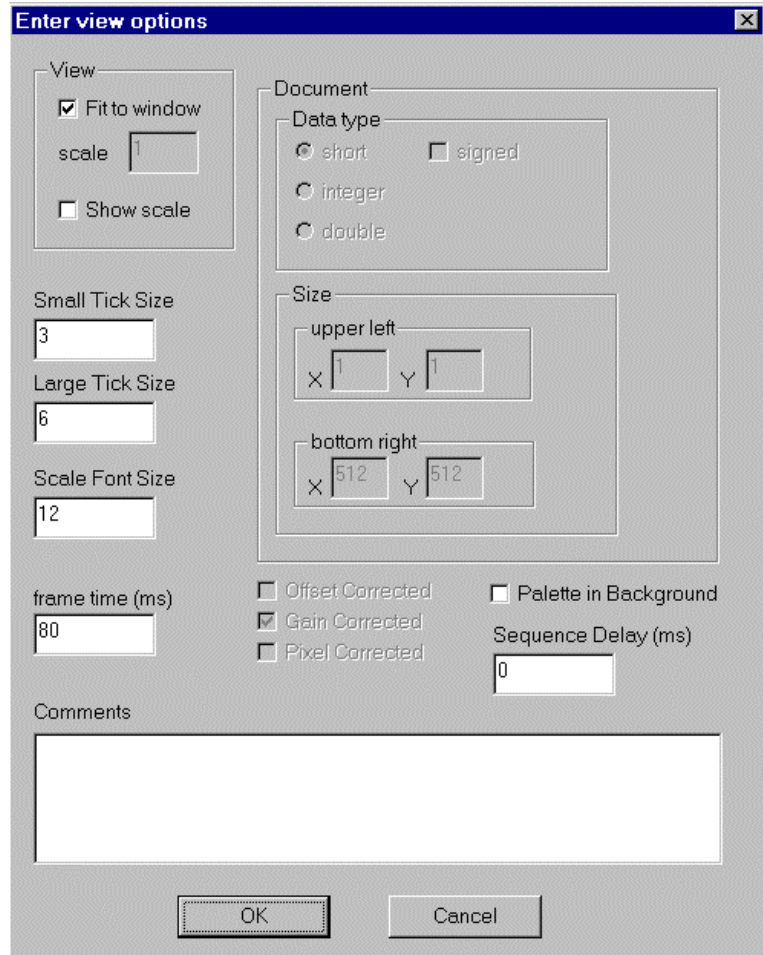 Enter view options
View
Fit to window
scale 1
Show scale
Document
Data type
short signed
integer
double
Small Tick Size
3
Large Tick Size
6
Scale Font Size
12
Size
upper left
X 1 Y 1
bottom right
X 512 Y 512
frame time (ms)
80
Offset Corrected
Gain Corrected
Pixel Corrected
Palette in Background
Sequence Delay (ms)
0
Comments
OK Cancel